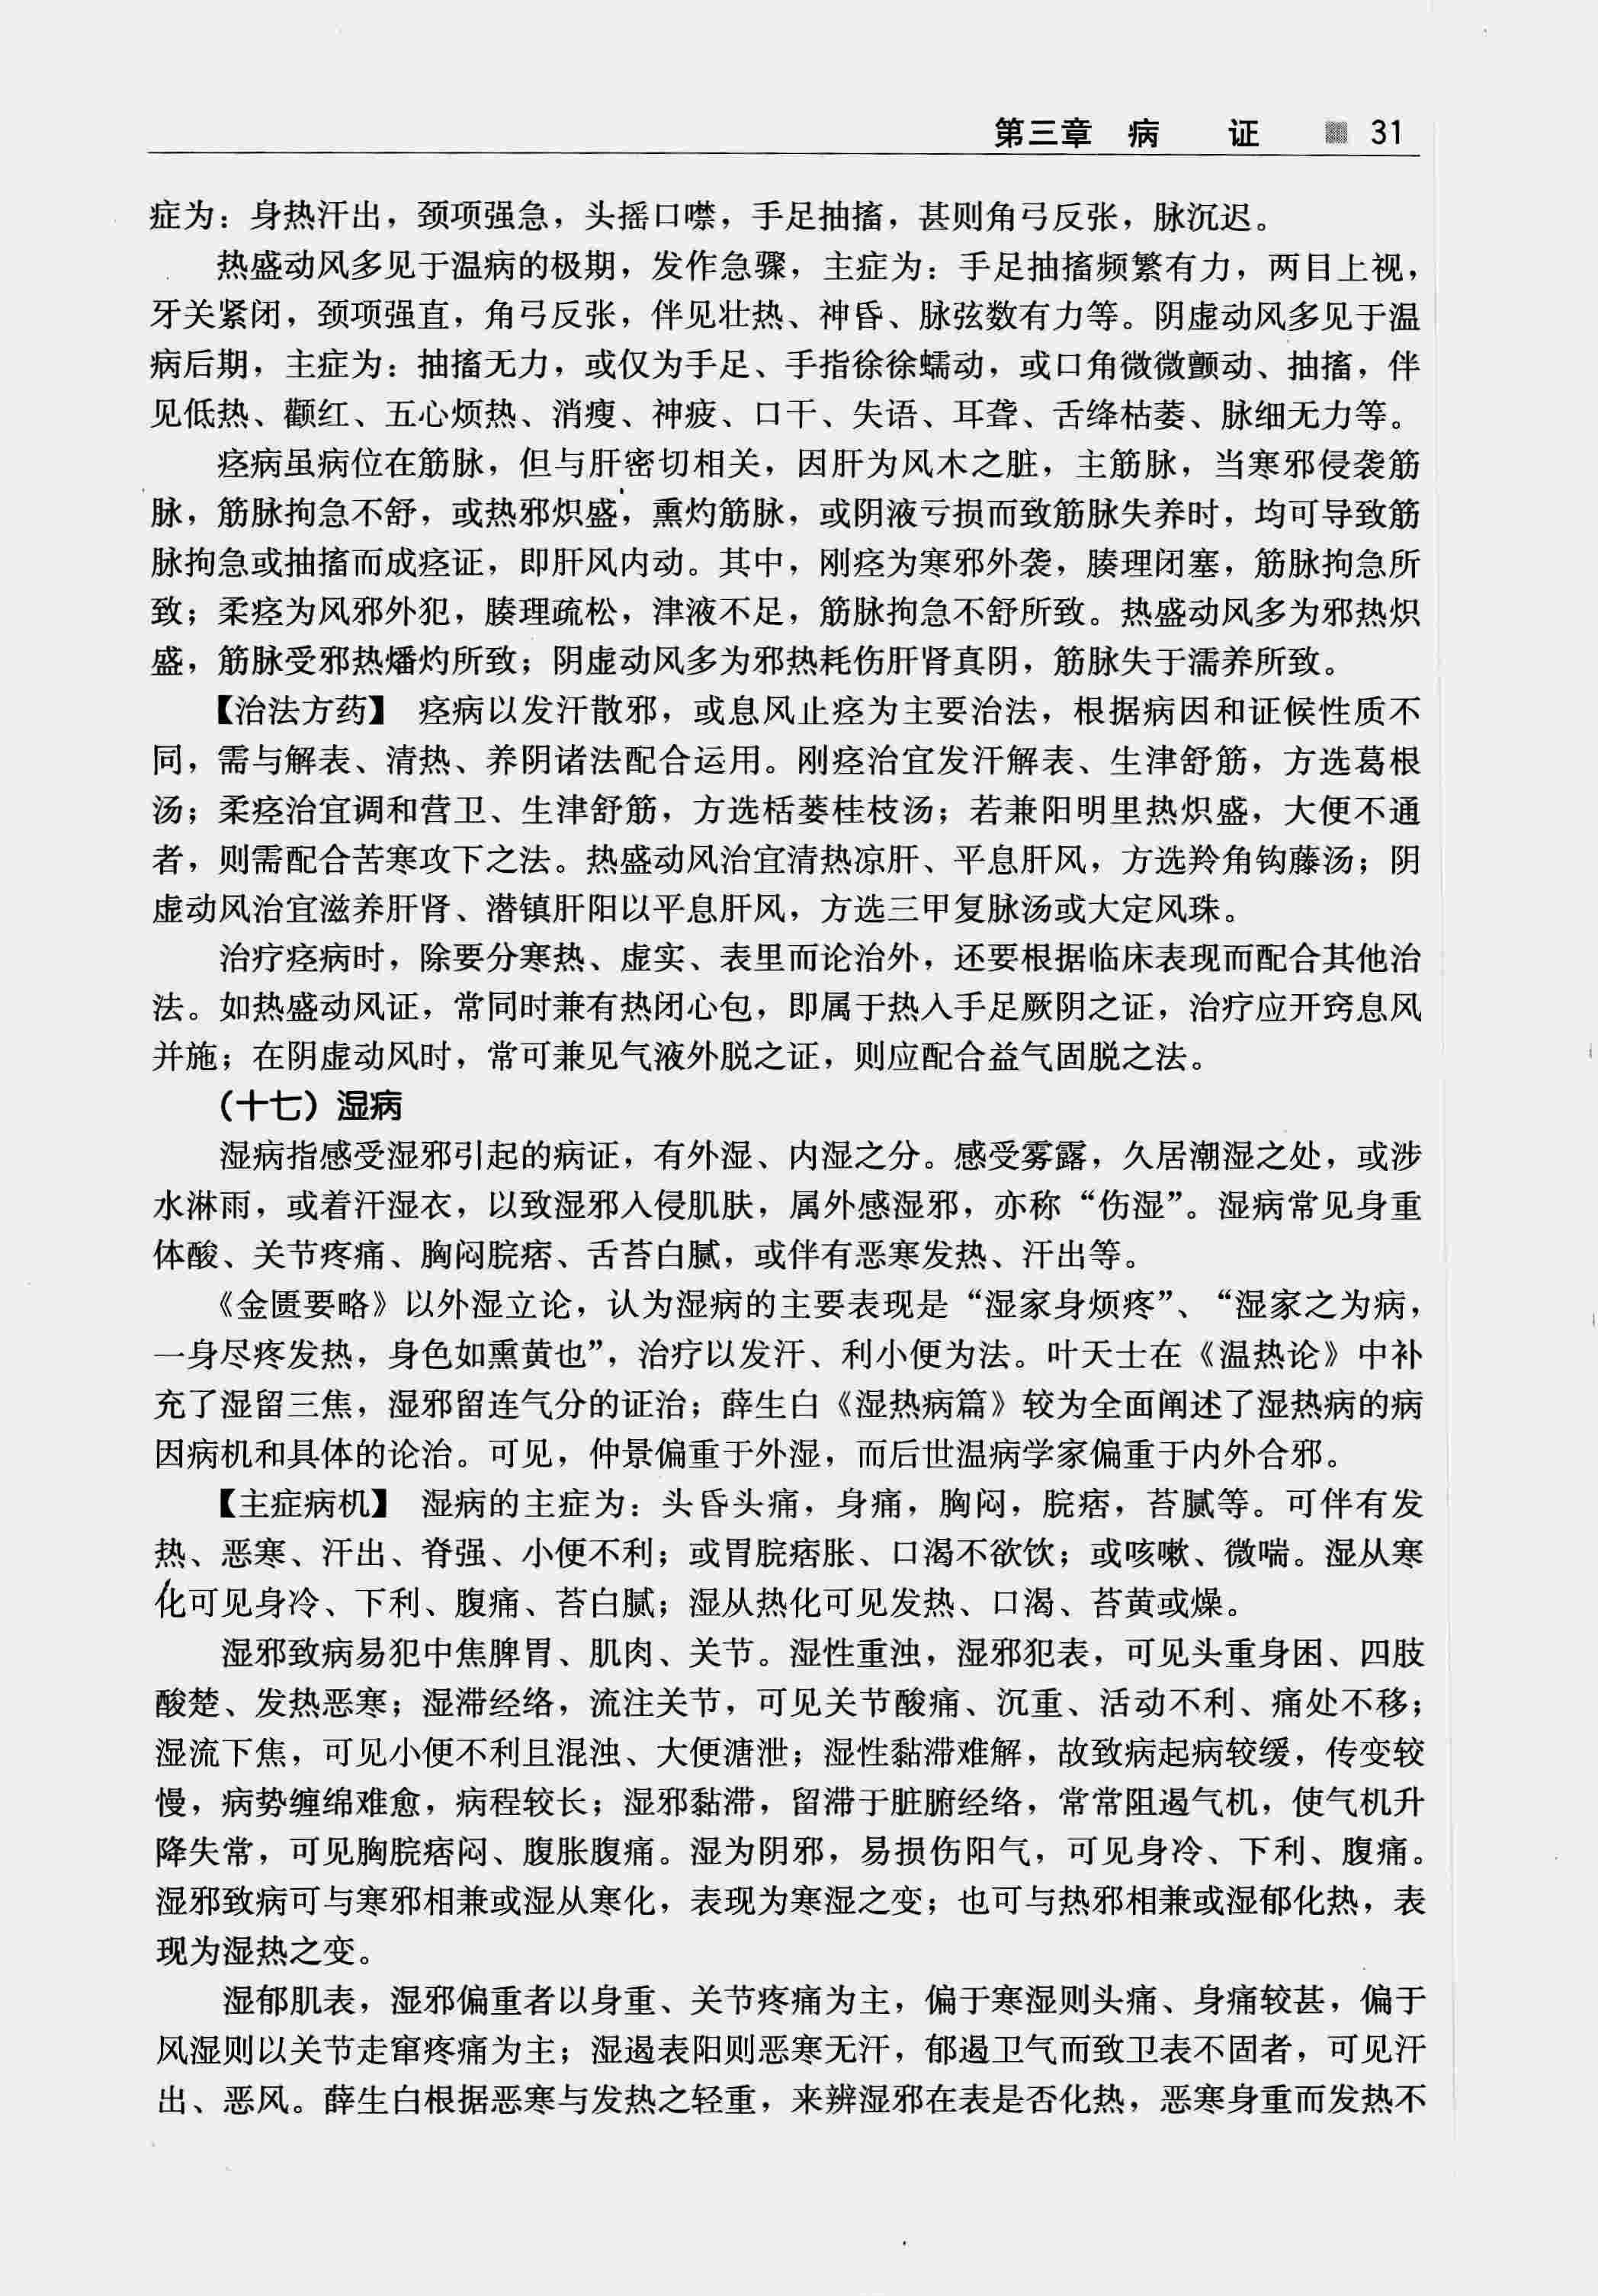 第三章 病 证 31
症为：身热汗出，颈项强急，头摇口噤，手足抽搐，甚则角弓反张，脉沉迟。
热盛动风多见于温病的极期，发作急骤，主症为：手足抽搐频繁有力，两目上视，
牙关紧闭，颈项强直，角弓反张，伴见壮热、神昏、脉弦数有力等。阴虚动风多见于温
病后期，主症为：抽搐无力，或仅为手足、手指徐徐蠕动，或口角微微颤动、抽搐，伴
见低热、颧红、五心烦热、消瘦、神疲、口干、失语、耳聋、舌绛枯萎、脉细无力等。
痉病虽病位在筋脉，但与肝密切相关，因肝为风木之脏，主筋脉，当寒邪侵袭筋
脉，筋脉拘急不舒，或热邪炽盛，熏灼筋脉，或阴液亏损而致筋脉失养时，均可导致筋
脉拘急或抽搐而成痉证，即肝风内动。其中，刚痉为寒邪外袭，腠理闭塞，筋脉拘急所
致；柔痉为风邪外犯，腠理疏松，津液不足，筋脉拘急不舒所致。热盛动风多为邪热炽
盛，筋脉受邪热燔灼所致；阴虚动风多为邪热耗伤肝肾真阴，筋脉失于濡养所致。
【治法方药】 痉病以发汗散邪，或息风止痉为主要治法，根据病因和证候性质不
同，需与解表、清热、养阴诸法配合运用。刚痉治宜发汗解表、生津舒筋，方选葛根
汤；柔痉治宜调和营卫、生津舒筋，方选栝蒌桂枝汤；若兼阳明里热炽盛，大便不通
者，则需配合苦寒攻下之法。热盛动风治宜清热凉肝、平息肝风，方选羚角钩藤汤；阴
虚动风治宜滋养肝肾、潜镇肝阳以平息肝风，方选三甲复脉汤或大定风珠。
治疗痉病时，除要分寒热、虚实、表里而论治外，还要根据临床表现而配合其他治
法。如热盛动风证，常同时兼有热闭心包，即属于热入手足厥阴之证，治疗应开窍息风
并施；在阴虚动风时，常可兼见气液外脱之证，则应配合益气固脱之法。
（十七）湿病
湿病指感受湿邪引起的病证，有外湿、内湿之分。感受雾露，久居潮湿之处，或涉
水淋雨，或着汗湿衣，以致湿邪入侵肌肤，属外感湿邪，亦称“伤湿”。湿病常见身重
体酸、关节疼痛、胸闷脘痞、舌苔白腻，或伴有恶寒发热、汗出等。
《金匮要略》以外湿立论，认为湿病的主要表现是“湿家身烦疼”、“湿家之为病，
一身尽疼发热，身色如熏黄也”，治疗以发汗、利小便为法。叶天士在《温热论》中补
充了湿留三焦，湿邪留连气分的证治；薛生白《湿热病篇》较为全面阐述了湿热病的病
因病机和具体的论治。可见，仲景偏重于外湿，而后世温病学家偏重于内外合邪。
【主症病机】 湿病的主症为：头昏头痛，身痛，胸闷，脘痞，苔腻等。可伴有发
热、恶寒、汗出、脊强、小便不利；或胃脘痞胀、口渴不欲饮；或咳嗽、微喘。湿从寒
化可见身冷、下利、腹痛、苔白腻；湿从热化可见发热、口渴、苔黄或燥。
湿邪致病易犯中焦脾胃、肌肉、关节。湿性重浊，湿邪犯表，可见头重身困、四肢
酸楚、发热恶寒；湿滞经络，流注关节，可见关节酸痛、沉重、活动不利、痛处不移；
湿流下焦，可见小便不利且混浊、大便溏泄；湿性黏滞难解，故致病起病较缓，传变较
慢，病势缠绵难愈，病程较长；湿邪黏滞，留滞于脏腑经络，常常阻遏气机，使气机升
降失常，可见胸脘痞闷、腹胀腹痛。湿为阴邪，易损伤阳气，可见身冷、下利、腹痛。
湿邪致病可与寒邪相兼或湿从寒化，表现为寒湿之变；也可与热邪相兼或湿郁化热，表
现为湿热之变。
湿郁肌表，湿邪偏重者以身重、关节疼痛为主，偏于寒湿则头痛、身痛较甚，偏于
风湿则以关节走窜疼痛为主；湿遏表阳则恶寒无汗，郁遏卫气而致卫表不固者，可见汗
出、恶风。薛生白根据恶寒与发热之轻重，来辨湿邪在表是否化热，恶寒身重而发热不